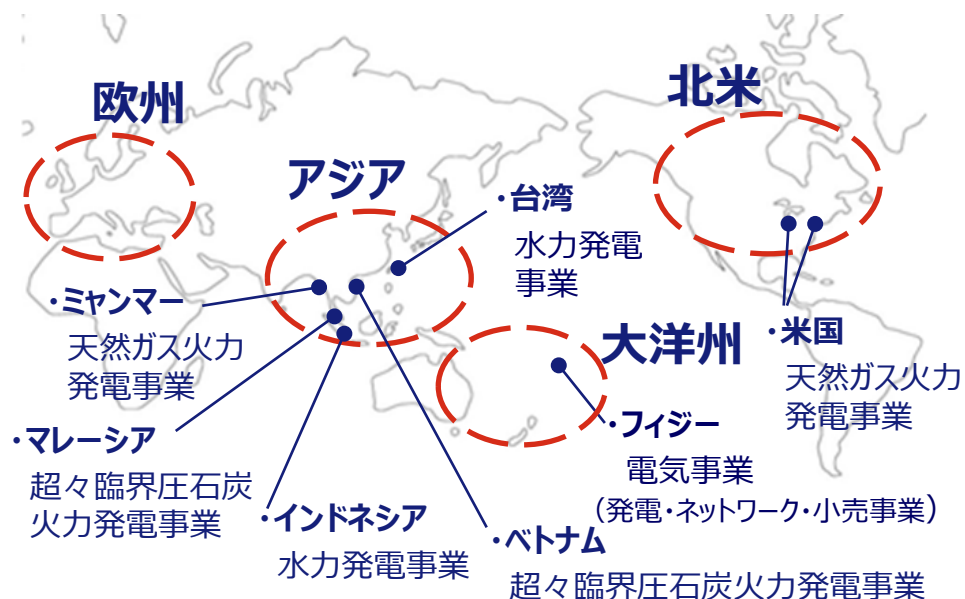 欧州
北米
アジア
・台湾
水力発電
事業
・ミャンマー
天然ガス火力
発電事業
大洋州
・米国
天然ガス火力
発電事業
・マレーシア
超々臨界圧石炭
火力発電事業
・フィジー
電気事業
(発電・ネットワーク・小売事業)
・インドネシア
水力発電事業
・ベトナム
超々臨界圧石炭火力発電事業